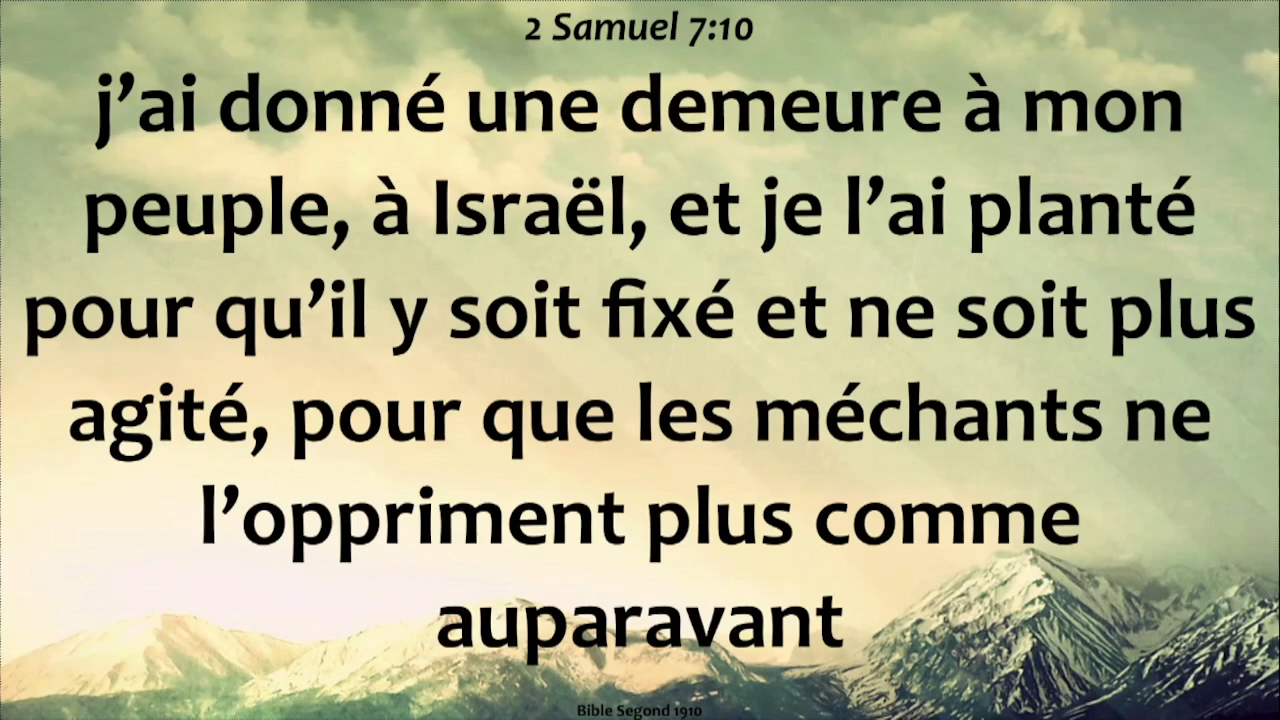 2 Samuel 7:10
j’ai donné une demeure à mon
peuple, à Israël, et je l’ai planté
pour qu’il y soit fixé et ne soit plus
agité, pour que les méchants ne
l’oppriment plus comme
auparavant
Bible Segond 1910